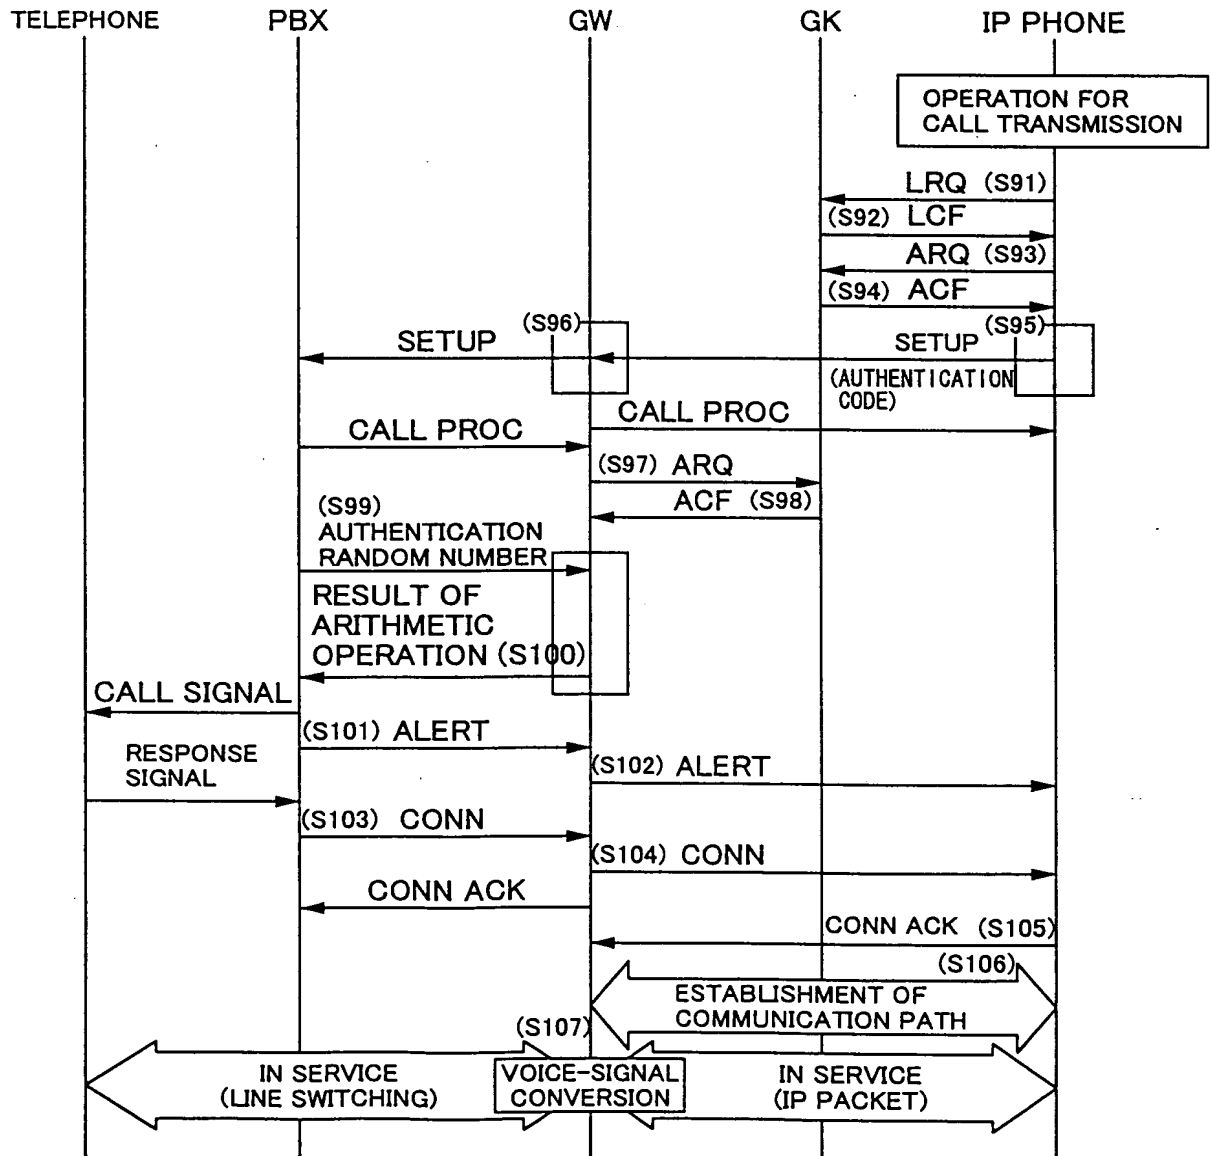 TELEPHONE PBX GW GK IP PHONE
OPERATION FOR
CALL TRANSMISSION
LRQ (S91)
(S92) LCF
ARQ (S93)
(S94) ACF
(S96)
(S95)
SETUP
SETUP
(AUTHENTICATION
CODE)
CALL PROC
CALL PROC
(S97) ARQ
ACF (S98)
(S99)
AUTHENTICATION
RANDOM NUMBER
RESULT OF
ARITHMETIC
OPERATION (S100)
CALL SIGNAL
(S101) ALERT
RESPONSE
SIGNAL
(S102) ALERT
(S103) CONN
(S104) CONN
CONN ACK
CONN ACK (S105)
(S106)
ESTABLISHMENT OF
COMMUNICATION PATH
(S107)
IN SERVICE
(LINE SWITCHING)
VOICE-SIGNAL
CONVERSION
IN SERVICE
(IP PACKET)